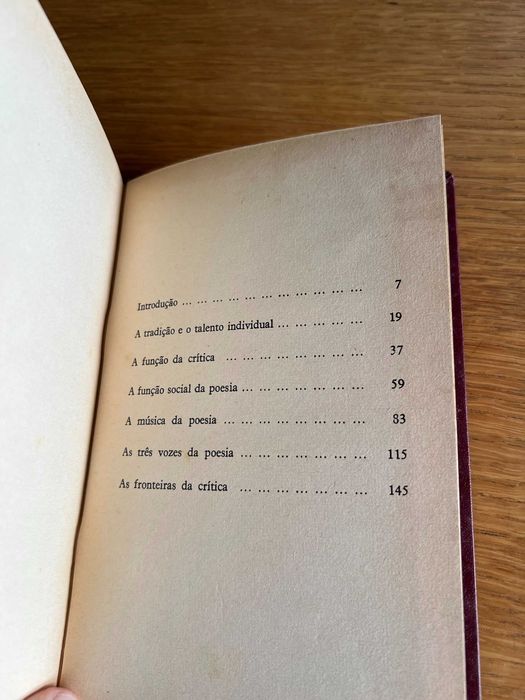 Introdução ... ... ... ... ... ... ... ... ... ... ... ... 7
A tradição e o talento individual ... ... ... ... ... ... 19
A função da crítica ... ... ... ... ... ... ... ... ... 37
A função social da poesia ... ... ... ... ... ... ... ... 59
A música da poesia ... ... ... ... ... ... ... ... ... 83
As três vozes da poesia ... ... ... ... ... ... ... ... 115
As fronteiras da crítica ... ... ... ... ... ... ... ... 145